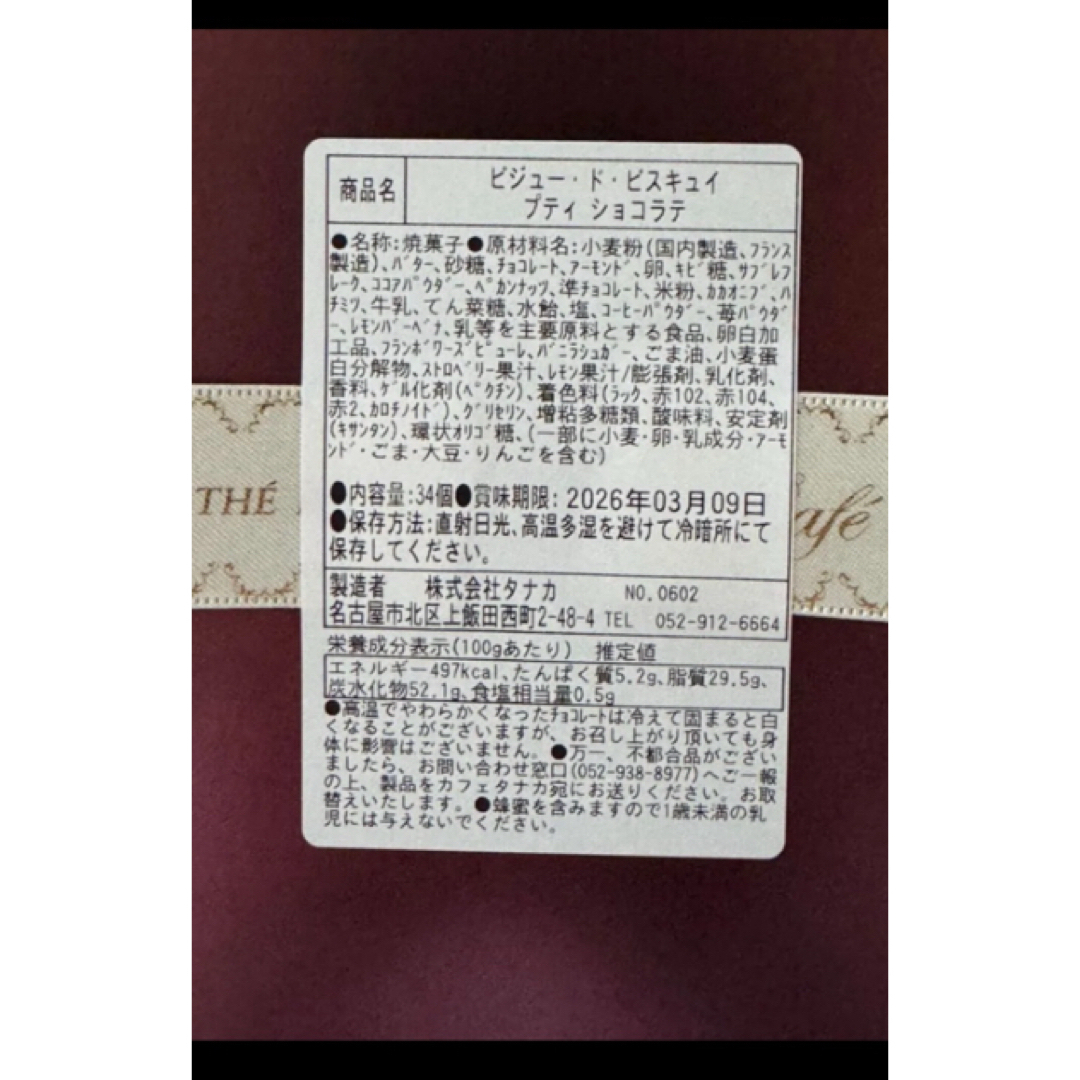 商品名
ビジュー・ド・ビスキュイ
プティ ショコラテ
●名称:焼菓子●原材料名:小麦粉(国内製造、フランス
製造)、バター、砂糖、チョコレート、アーモンド、卵、キビ糖、サブレフ
レーク、ココアパウダー、ペカンナッツ、準チョコレート、米粉、カカオニブ、ハ
チミツ、牛乳、てん菜糖、水飴、塩、コーヒーパウダー、苺パウダ
ー、レモンバーベナ、乳等を主要原料とする食品、卵白加
工品、フランボワーズピューレ、バニラシュガー、ごま油、小麦蛋
白分解物、ストロベリー果汁、レモン果汁/膨張剤、乳化剤、
香料、ゲル化剤(ペクチン)、着色料(ラック、赤102、赤104、
赤2、カロチノイド)、グリセリン、増粘多糖類、酸味料、安定剤
(キサンタン)、環状オリゴ糖、(一部に小麦・卵・乳成分・アーモ
ンド・ごま・大豆・りんごを含む)
●内容量:34個●賞味期限: 2026年03月09日
●保存方法:直射日光、高温多湿を避けて冷暗所にて
保存してください。
THÉ
afé
製造者 株式会社タナカ NO.0602
名古屋市北区上飯田西町2-48-4 TEL 052-912-6664
栄養成分表示(100gあたり) 推定値
エネルギー497kcal、たんぱく質5.2g、脂質29.5g、
炭水化物52.1g、食塩相当量0.5g
●高温でやわらかくなったチョコレートは冷えて固まると白
くなることがございますが、お召し上がり頂いても身
体に影響はございません。●万一、不都合品がござい
ましたら、お問い合わせ窓口(052-938-8977)へご一報
の上、製品をカフェタナカ宛にお送りください。お取
替えいたします。●蜂蜜を含みますので1歳未満の乳
児には与えないでください。